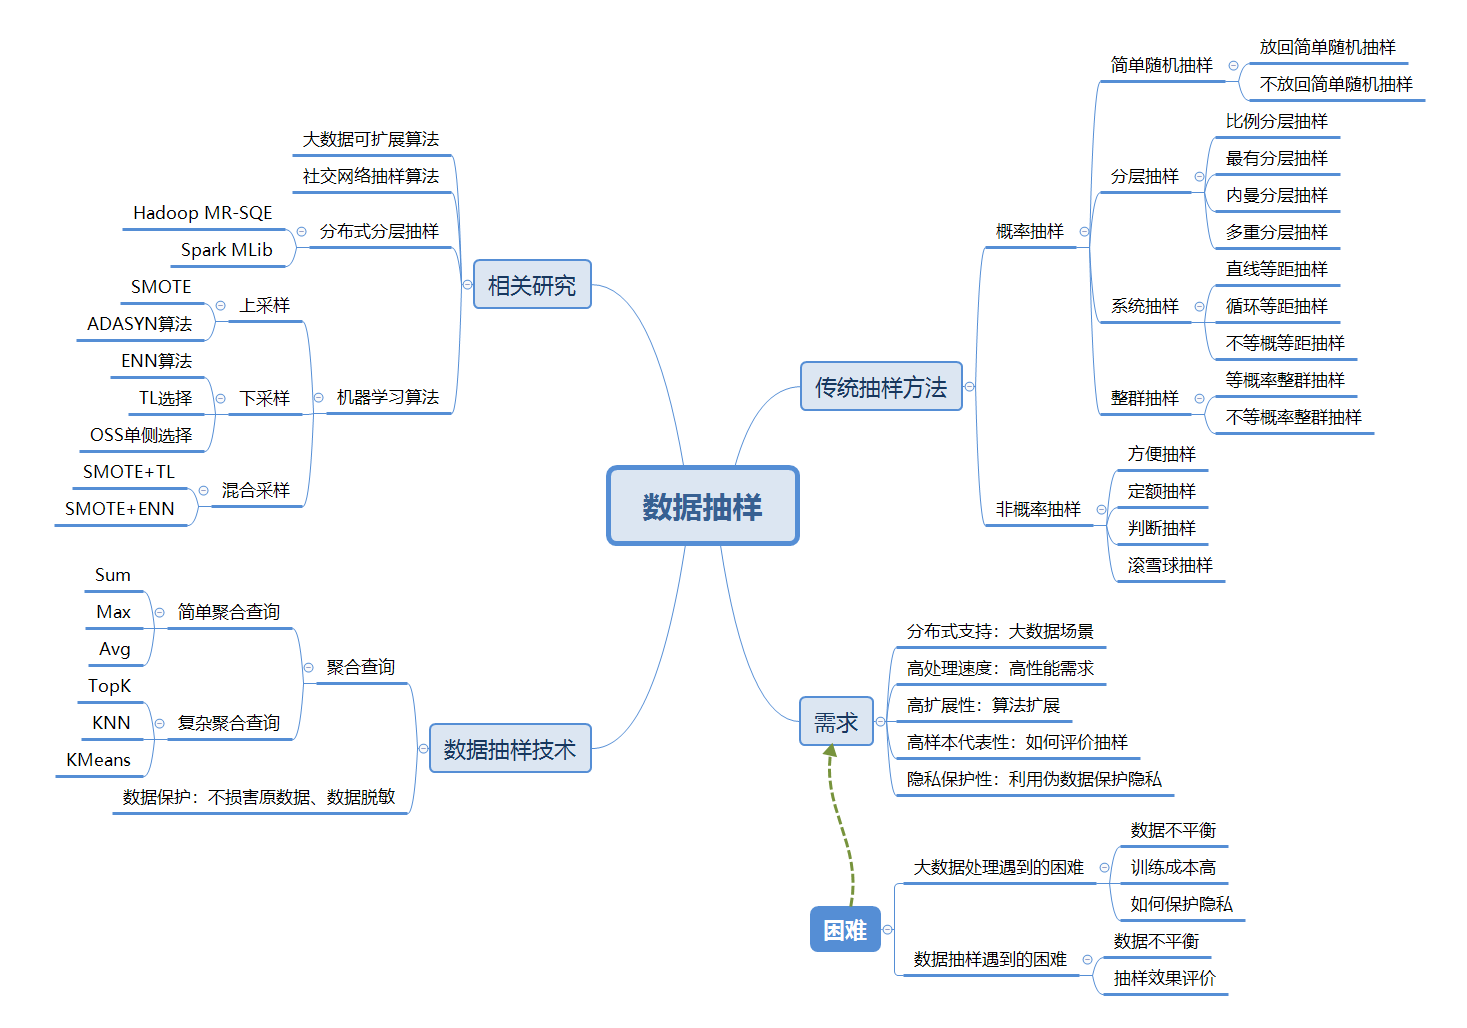 数据抽样
传统抽样方法
概率抽样
简单随机抽样
放回简单随机抽样
不放回简单随机抽样
分层抽样
比例分层抽样
最有分层抽样
内曼分层抽样
多重分层抽样
系统抽样
直线等距抽样
循环等距抽样
不等概等距抽样
整群抽样
等概率整群抽样
不等概率整群抽样
非概率抽样
方便抽样
定额抽样
判断抽样
滚雪球抽样
需求
分布式支持：大数据场景
高处理速度：高性能需求
高扩展性：算法扩展
高样本代表性：如何评价抽样
隐私保护性：利用伪数据保护隐私
困难
大数据处理遇到的困难
数据不平衡
训练成本高
如何保护隐私
数据抽样遇到的困难
数据不平衡
抽样效果评价
相关研究
大数据可扩展算法
社交网络抽样算法
分布式分层抽样
Hadoop MR-SQE
Spark MLib
机器学习算法
上采样
SMOTE
ADASYN算法
下采样
ENN算法
TL选择
OSS单侧选择
混合采样
SMOTE+TL
SMOTE+ENN
数据抽样技术
聚合查询
简单聚合查询
Sum
Max
Avg
复杂聚合查询
TopK
KNN
KMeans
数据保护：不损害原数据、数据脱敏